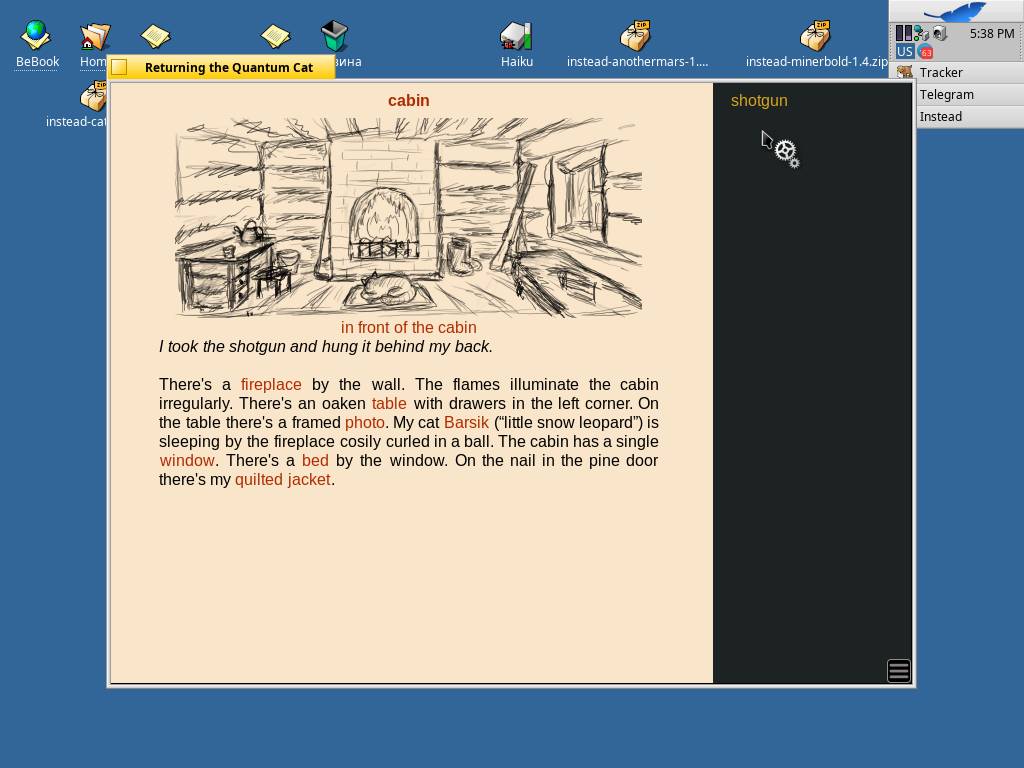 BeBook
Hom
вина
Haiku
instead-anothermars-1....
instead-minerbold-1.4.zip
5:38 PM
US
63
Tracker
Telegram
Instead
instead-cat
ZIP
ZIP
ZIP
Returning the Quantum Cat
cabin
shotgun
in front of the cabin
I took the shotgun and hung it behind my back.
There's a fireplace by the wall. The flames illuminate the cabin
irregularly. There's an oaken table with drawers in the left corner. On
the table there's a framed photo. My cat Barsik (“little snow leopard”) is
sleeping by the fireplace cosily curled in a ball. The cabin has a single
window. There's a bed by the window. On the nail in the pine door
there's my quilted jacket.